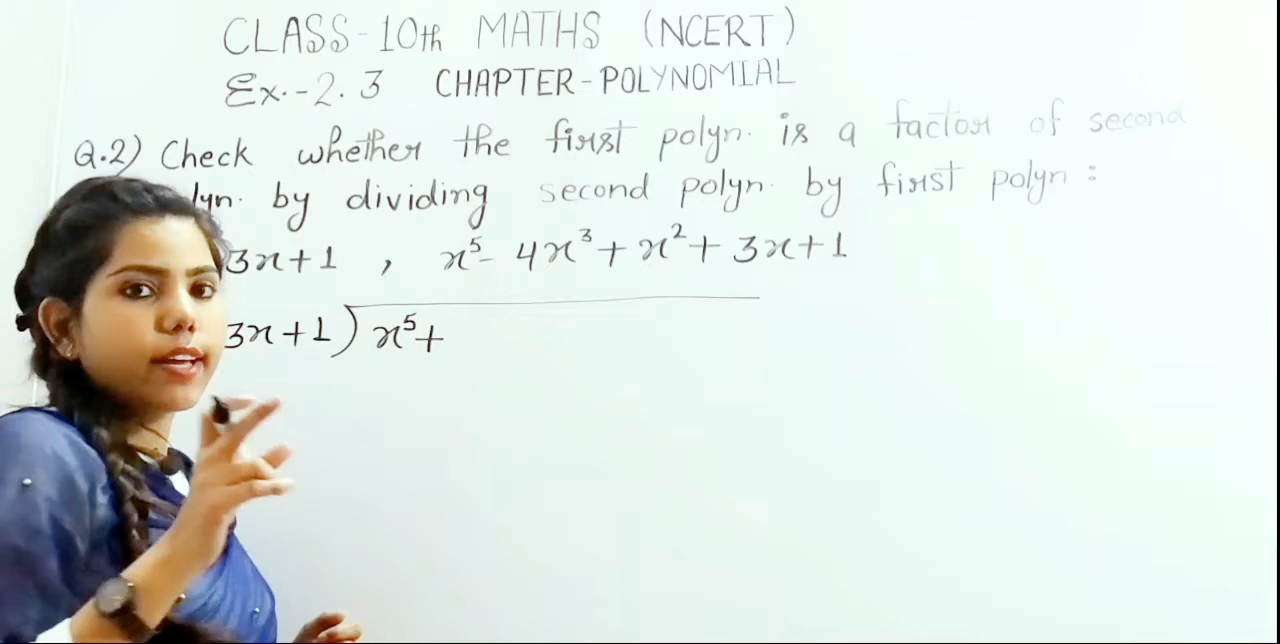 CLASS-10th MATHS (NCERT)
Ex.-2.3 CHAPTER-POLYNOMIAL
Q.2) Check whether the first polyn. is a factor of second
lyn. by dividing second polyn. by first polyn :
3x+1 , x⁵- 4x³+x²+3x+1
3x+1)x⁵+